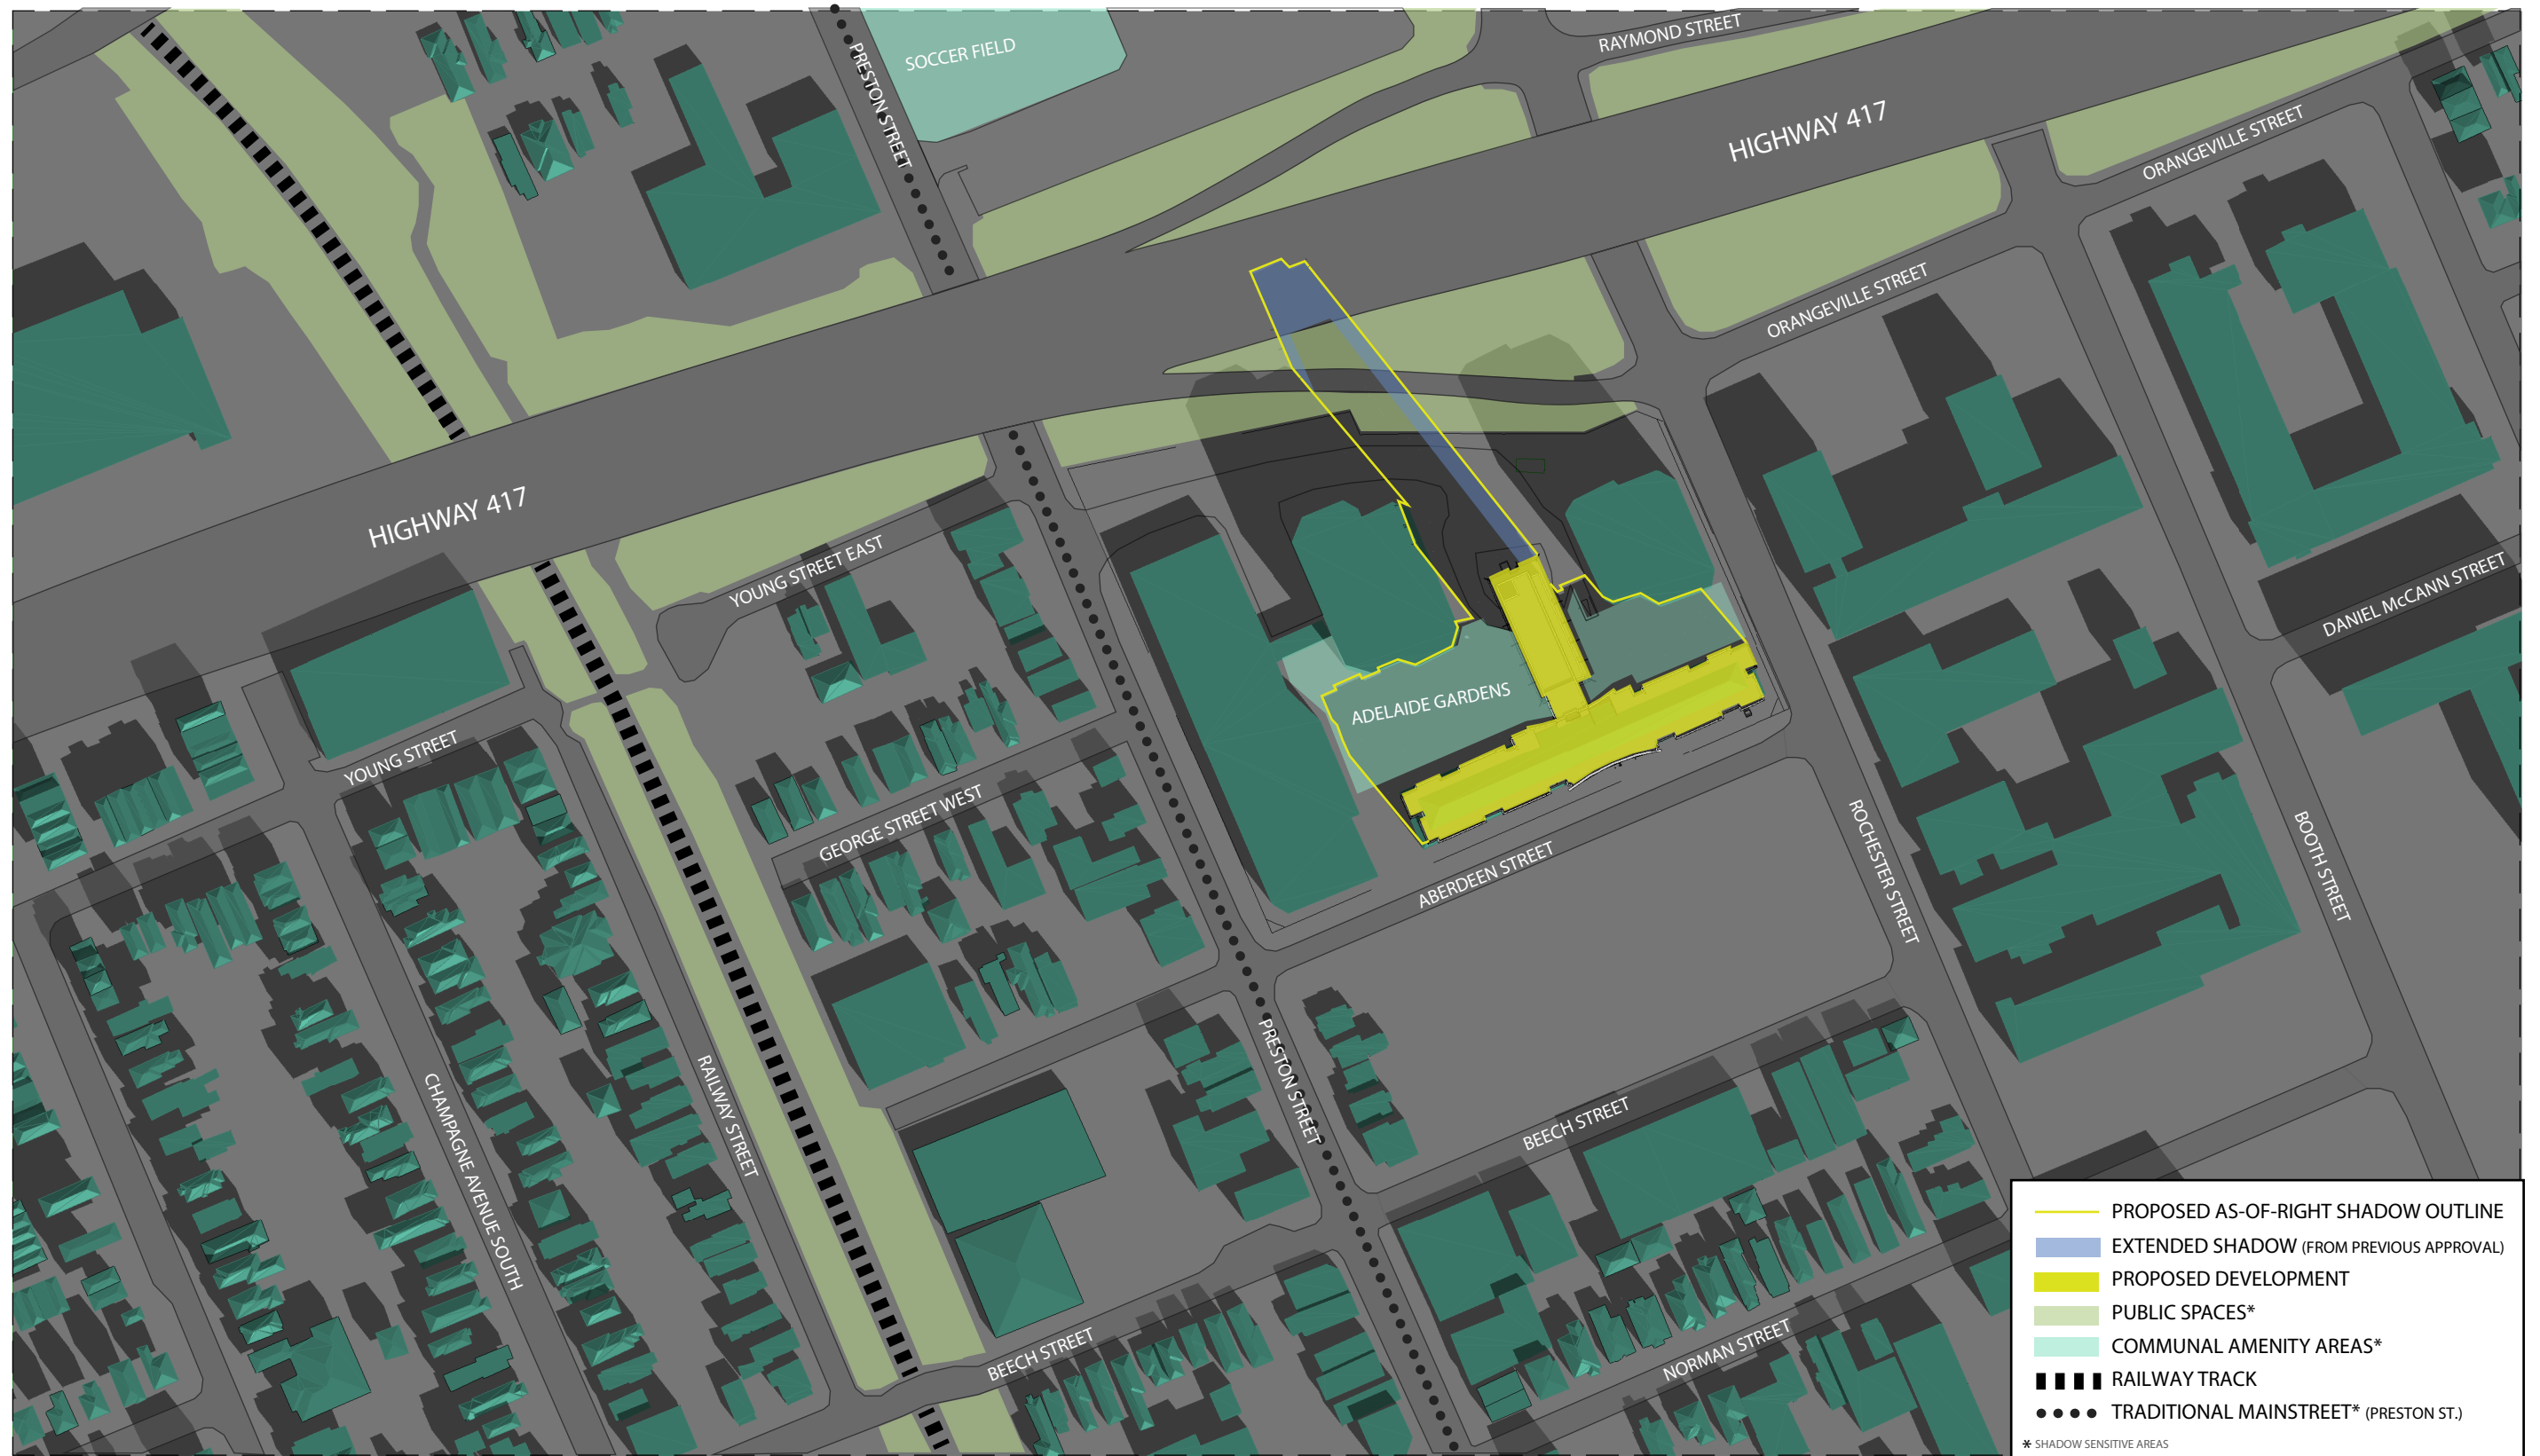 SOCCER FIELD
RAYMOND STREET
PRESTON STREET
HIGHWAY 417
ORANGEVILLE STREET
ORANGEVILLE STREET
HIGHWAY 417
YOUNG STREET EAST
DANIEL McCANN STREET
ADELAIDE GARDENS
YOUNG STREET
GEORGE STREET WEST
ABERDEEN STREET
ROCHESTER STREET
BOOTH STREET
PRESTON STREET
RAILWAY STREET
CHAMPAGNE AVENUE SOUTH
BEECH STREET
BEECH STREET
NORMAN STREET
PROPOSED AS-OF-RIGHT SHADOW OUTLINE
EXTENDED SHADOW (FROM PREVIOUS APPROVAL)
PROPOSED DEVELOPMENT
PUBLIC SPACES*
COMMUNAL AMENITY AREAS*
RAILWAY TRACK
TRADITIONAL MAINSTREET* (PRESTON ST.)
* SHADOW SENSITIVE AREAS